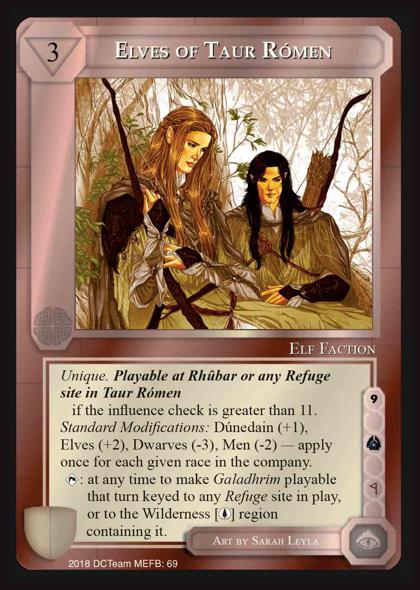 3
ELVES OF TAUR RÓMEN
ELF FACTION
Unique. Playable at Rhûbar or any Refuge
site in Taur Rómen
if the influence check is greater than 11.
Standard Modifications: Dúnedain (+1),
Elves (+2), Dwarves (-3), Men (-2) — apply
once for each given race in the company.
: at any time to make Galadhrim playable
that turn keyed to any Refuge site in play,
or to the Wilderness [ ] region
containing it.
9
ART BY SARAH LEYLA
2018 DCTeam MEFB: 69